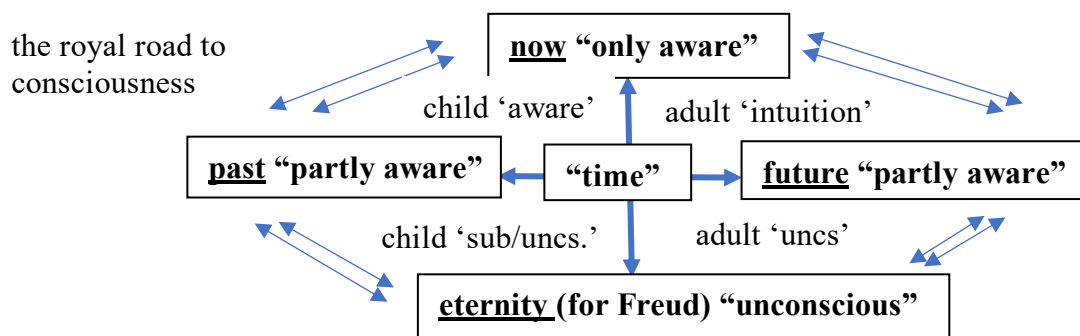 the royal road to
consciousness
now “only aware”
child ‘aware’
adult ‘intuition’
past “partly aware”
“time”
future “partly aware”
child ‘sub/uncs.’
adult ‘uncs’
eternity (for Freud) “unconscious”